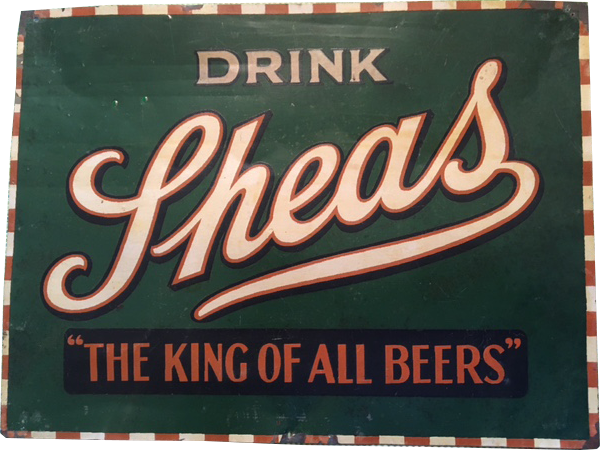 DRINK
Sheas
“THE KING OF ALL BEERS”